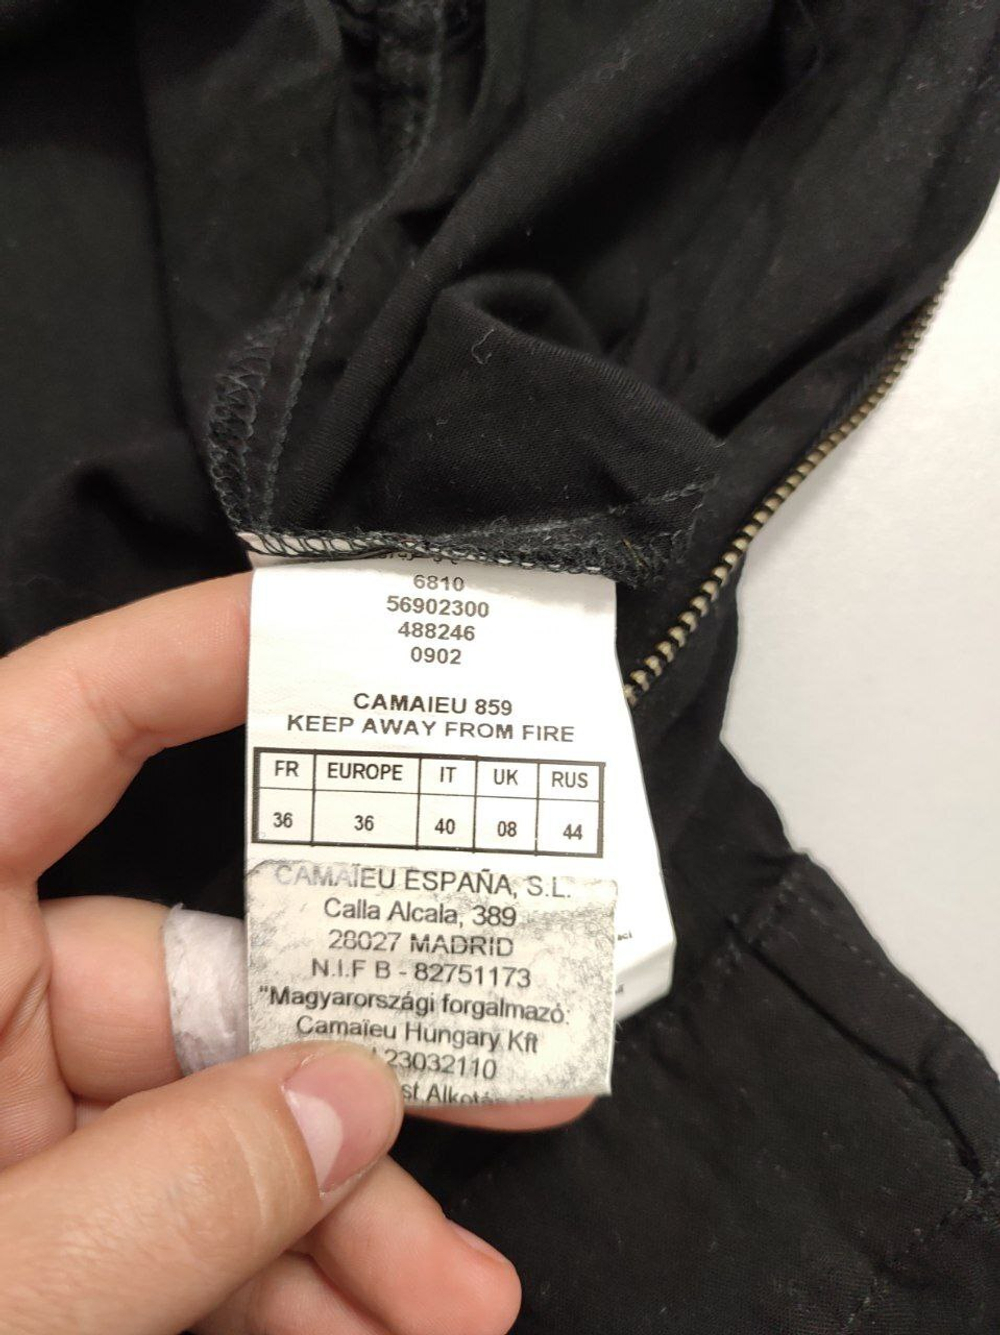 6810
56902300
488246
0902
CAMAIEU 859
KEEP AWAY FROM FIRE
FR EUROPE IT UK RUS
36 36 40 08 44
CAMAÏEU ESPAÑA, S.L.
Calla Alcala, 389
28027 MADRID
N.I.F B - 82751173
"Magyarországi forgalmazó:
Camaïeu Hungary Kft
23032110